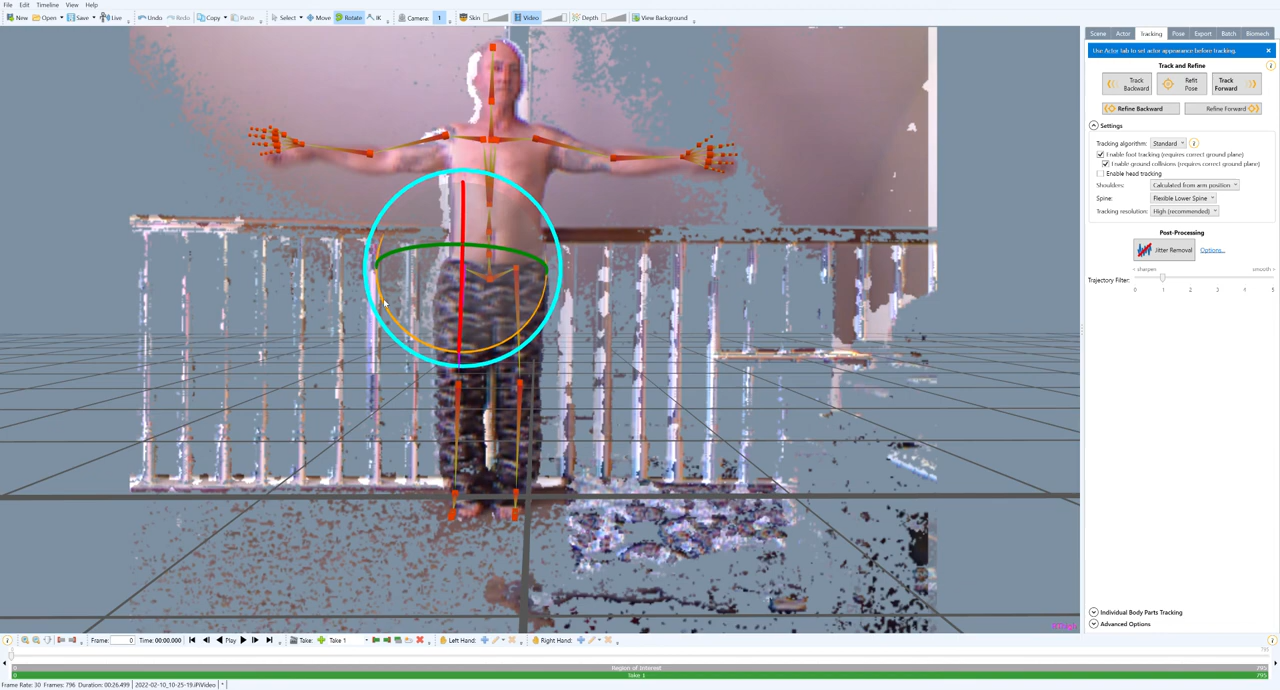 File Edit Timeline View Help
New Open Save Live Undo Redo Copy Paste Select Move Rotate IK Camera: 1 Skin Video Depth View Background
Scene Actor Tracking Pose Export Batch Biomech
Use Actor tab to set actor appearance before tracking.
Track and Refine
Track Backward Refit Pose Track Forward
Refine Backward Refine Forward
Settings
Tracking algorithm: Standard
Enable foot tracking (requires correct ground plane)
Enable ground collisions (requires correct ground plane)
Enable head tracking
Shoulders: Calculated from arm position
Spine: Flexible Lower Spine
Tracking resolution: High (recommended)
Post-Processing
Jitter Removal Options...
< sharpen smooth >
Trajectory Filter:
0 1 2 3 4 5
Individual Body Parts Tracking
Advanced Options
Frame: 0 Time: 00:00.000 Play Take: Take 1 Left Hand: Right Hand:
795
0 Region of Interest 795
0 Take 1 795
Frame Rate: 30 Frames: 796 Duration: 00:26.499 2022-02-10_10-25-19.iPiVideo *